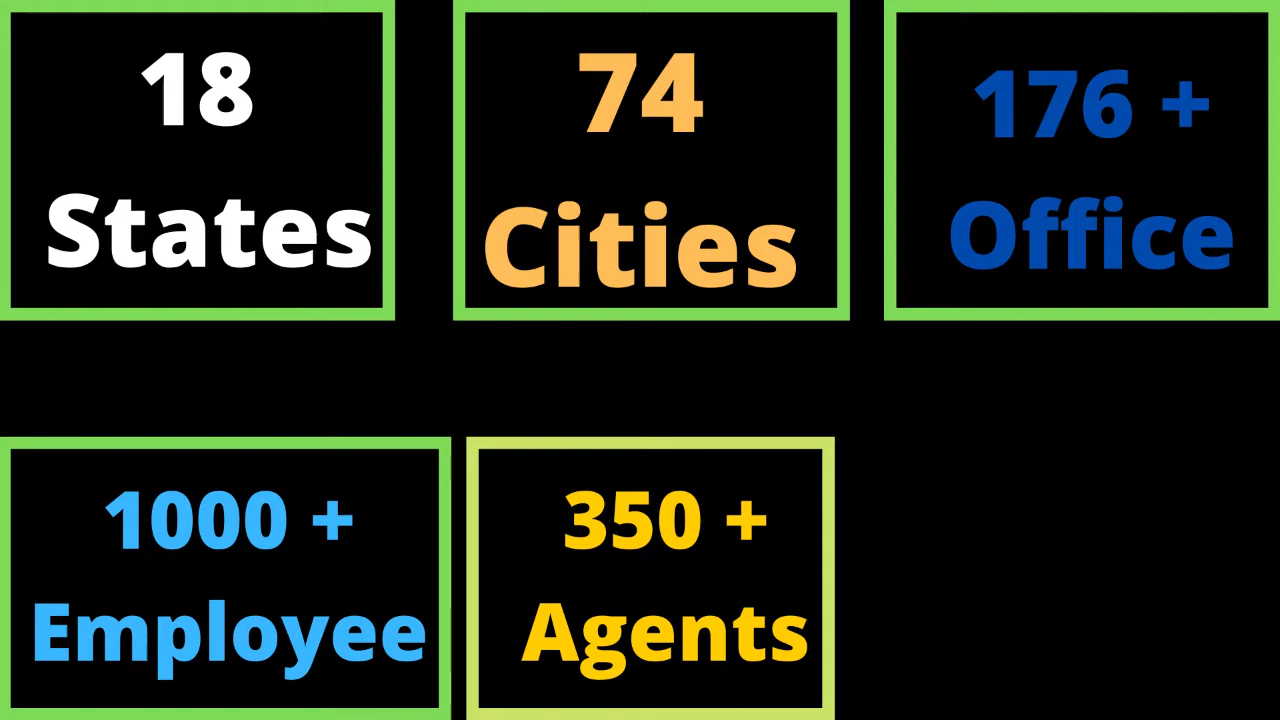 18
States
74
Cities
176 +
Office
1000 +
Employee
350 +
Agents